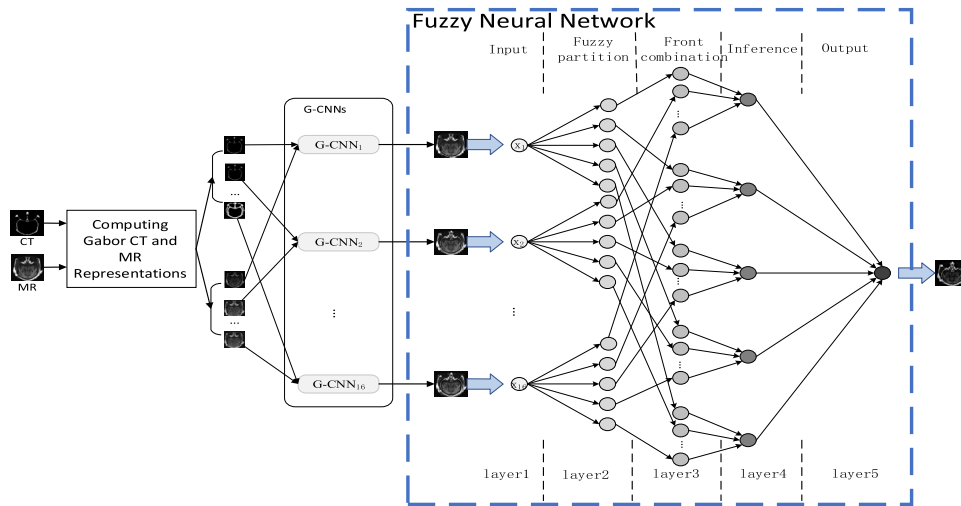 Fuzzy Neural Network
Input
Fuzzy
partition
Front
combination
Inference
Output
G-CNNs
G-CNN1
G-CNN2
G-CNN16
...
...
CT
MR
Computing
Gabor CT and
MR
Representations
X1
X2
X16
layer1
layer2
layer3
layer4
layer5